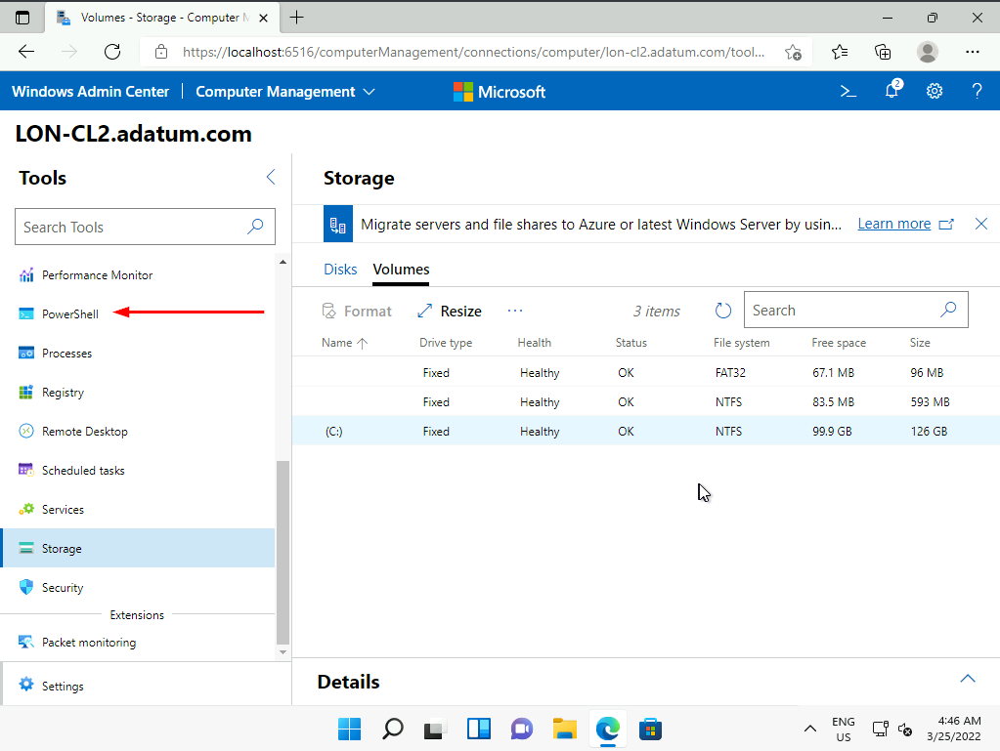 Volumes - Storage - Computer M
https://localhost:6516/computerManagement/connections/computer/lon-cl2.adatum.com/tool...
Windows Admin Center
Computer Management
Microsoft
2
?
LON-CL2.adatum.com
Tools
Search Tools
Performance Monitor
PowerShell
Processes
Registry
Remote Desktop
Scheduled tasks
Services
Storage
Security
Extensions
Packet monitoring
Settings
Storage
Migrate servers and file shares to Azure or latest Windows Server by usin... Learn more
Disks Volumes
Format Resize ... 3 items Search
Name Drive type Health Status File system Free space Size
Fixed Healthy OK FAT32 67.1 MB 96 MB
Fixed Healthy OK NTFS 83.5 MB 593 MB
(C:) Fixed Healthy OK NTFS 99.9 GB 126 GB
Details
ENG
US
4:46 AM
3/25/2022